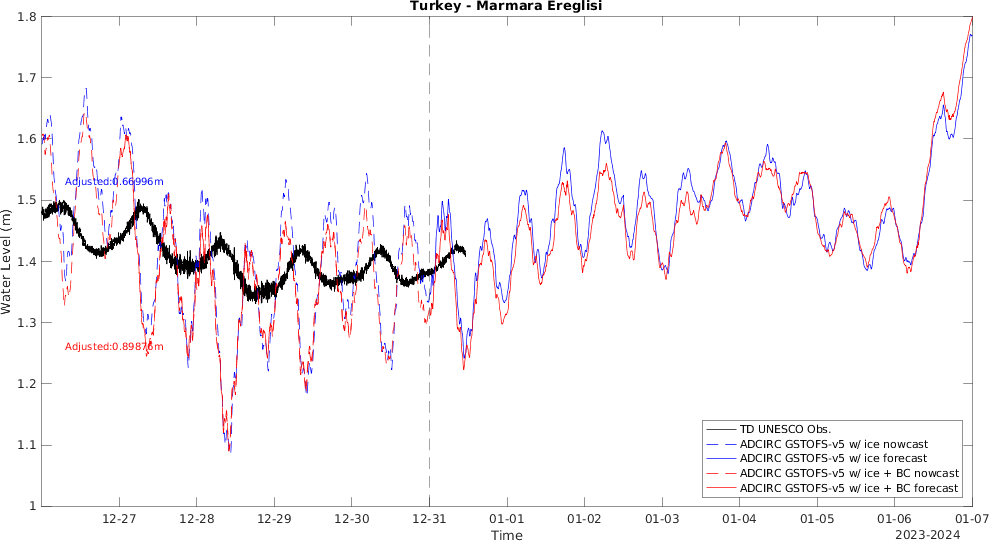 Turkey - Marmara Ereglisi
1.8
1.7
1.6
1.5
1.4
1.3
1.2
1.1
1
Water Level (m)
Adjusted:0.66996m
Adjusted:0.89876m
TD UNESCO Obs.
ADCIRC GSTOFS-v5 w/ ice nowcast
ADCIRC GSTOFS-v5 w/ ice forecast
ADCIRC GSTOFS-v5 w/ ice + BC nowcast
ADCIRC GSTOFS-v5 w/ ice + BC forecast
12-27 12-28 12-29 12-30 12-31 01-01 01-02 01-03 01-04 01-05 01-06 01-07
Time
2023-2024